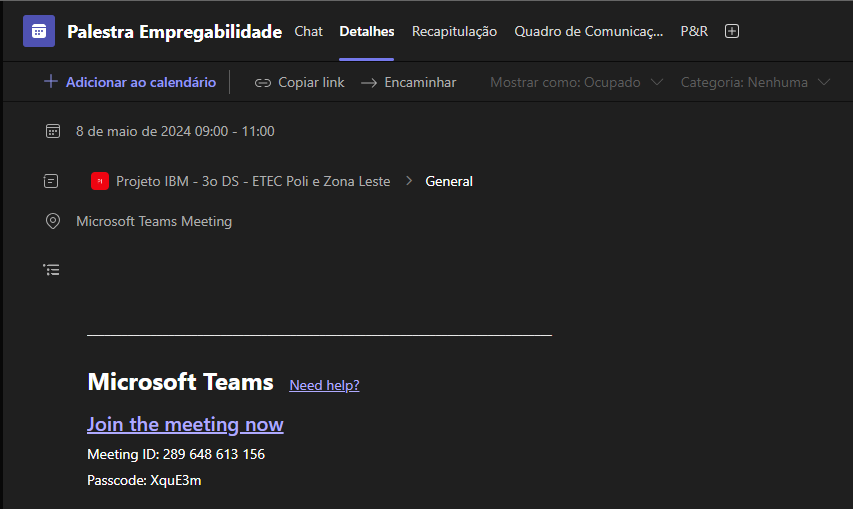 Palestra Empregabilidade Chat Detalhes Recapitulação Quadro de Comunicaç... P&R
Adicionar ao calendário Copiar link Encaminhar Mostrar como: Ocupado Categoria: Nenhuma
8 de maio de 2024 09:00 - 11:00
Projeto IBM - 3o DS - ETEC Poli e Zona Leste > General
Microsoft Teams Meeting
Microsoft Teams Need help?
Join the meeting now
Meeting ID: 289 648 613 156
Passcode: XquE3m